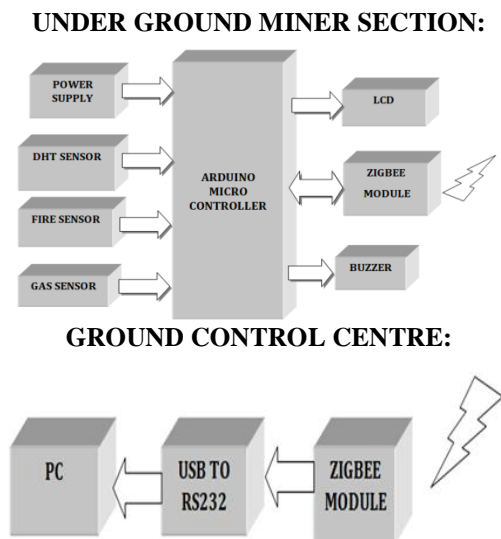 UNDER GROUND MINER SECTION:
POWER
SUPPLY
LCD
DHT SENSOR
ARDUINO
MICRO
CONTROLLER
ZIGBEE
MODULE
FIRE SENSOR
GAS SENSOR
BUZZER
GROUND CONTROL CENTRE:
PC
USB TO
RS232
ZIGBEE
MODULE